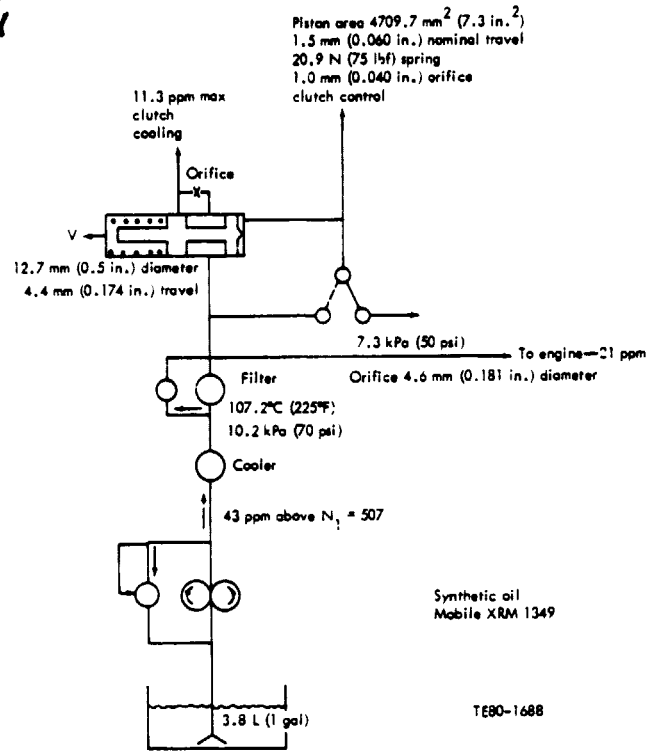 Piston area 4709.7 mm² (7.3 in.²)
1.5 mm (0.060 in.) nominal travel
20.9 N (75 lbf) spring
1.0 mm (0.040 in.) orifice
clutch control
11.3 ppm max
clutch
cooling
Orifice
V
12.7 mm (0.5 in.) diameter
4.4 mm (0.174 in.) travel
7.3 kPa (50 psi)
To engine—21 ppm
Filter
Orifice 4.6 mm (0.181 in.) diameter
107.2°C (225°F)
10.2 kPa (70 psi)
Cooler
43 ppm above N₁ = 507
Synthetic oil
Mobile XRM 1349
3.8 L (1 gal)
TE80-1688